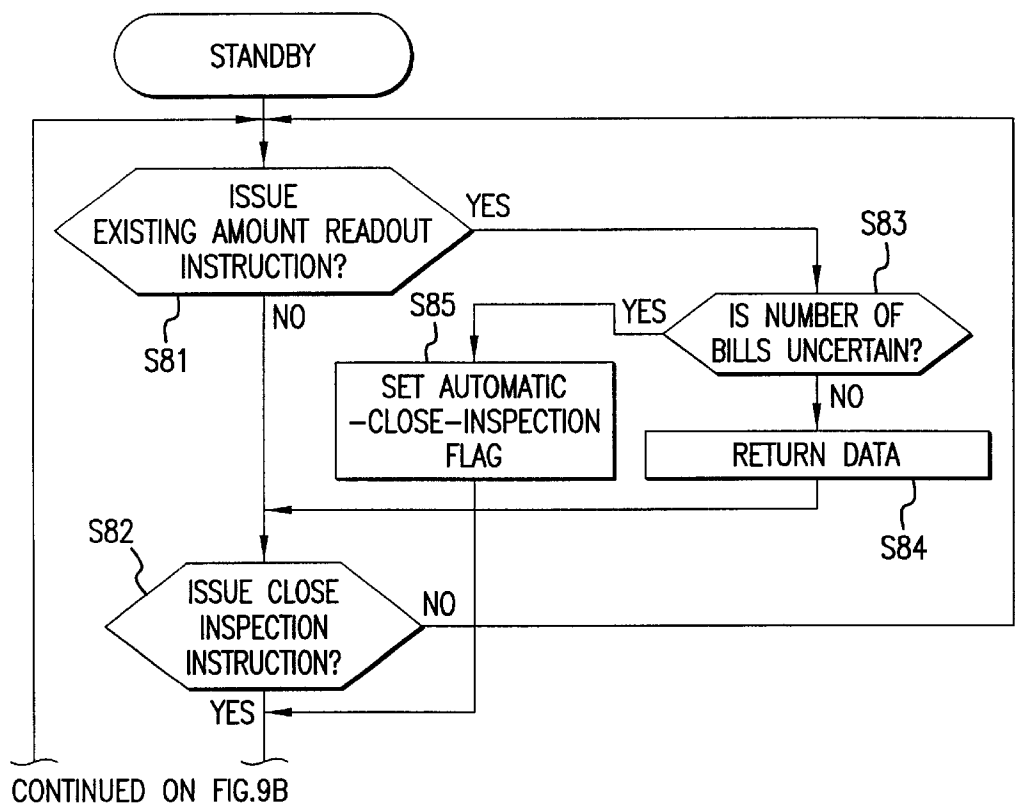 STANDBY
ISSUE
EXISTING AMOUNT READOUT
INSTRUCTION?
YES
NO
S81
S83
IS NUMBER OF
BILLS UNCERTAIN?
YES
NO
S85
SET AUTOMATIC
-CLOSE-INSPECTION
FLAG
RETURN DATA
S84
S82
ISSUE CLOSE
INSPECTION
INSTRUCTION?
NO
YES
CONTINUED ON FIG.9B